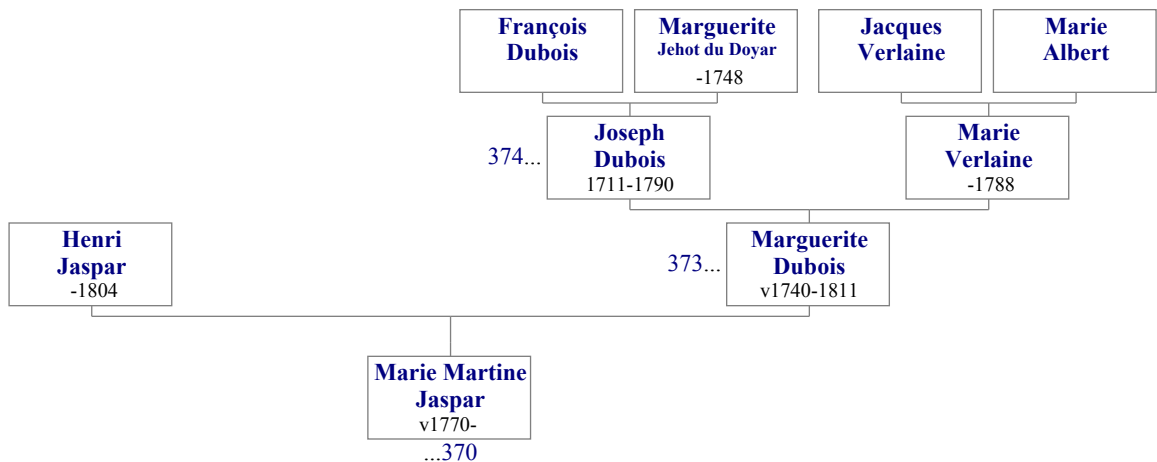 François
Dubois
Marguerite
Jehot du Doyar
-1748
Jacques
Verlaine
Marie
Albert
374...
Joseph
Dubois
1711-1790
Marie
Verlaine
-1788
Henri
Jaspar
-1804
373...
Marguerite
Dubois
v1740-1811
Marie Martine
Jaspar
v1770-
...370